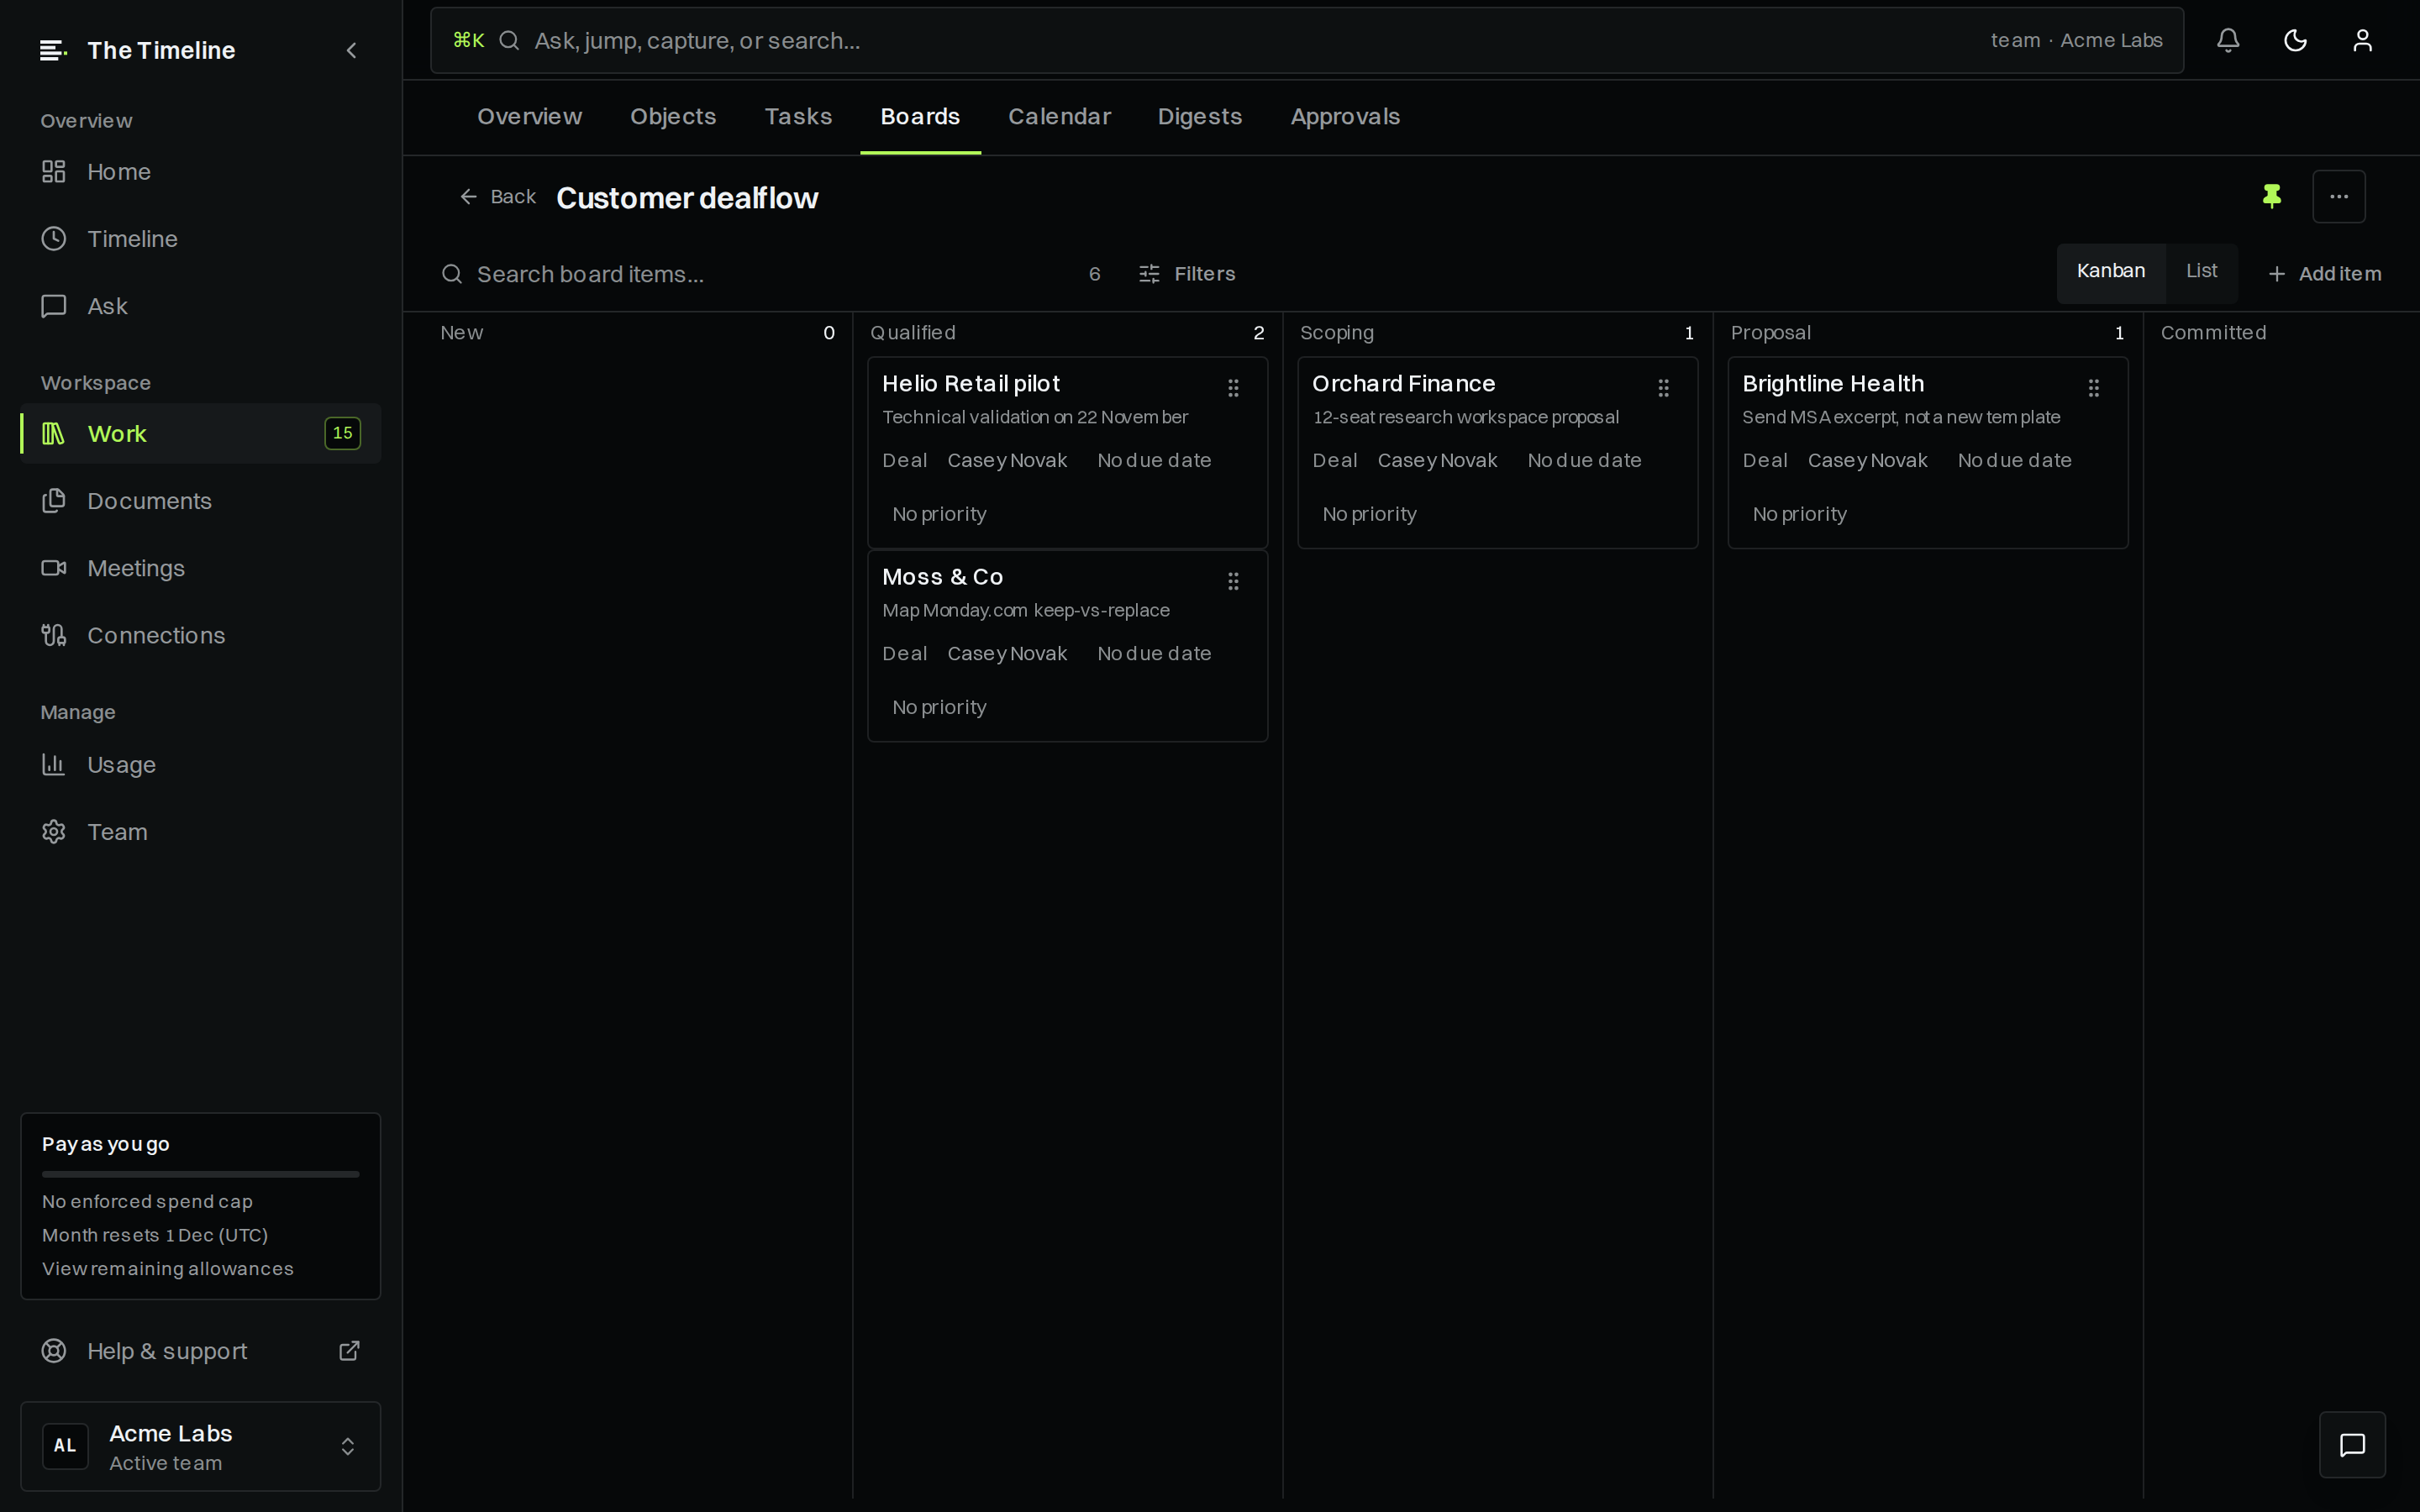 The Timeline
Overview
Home
Timeline
Ask
Workspace
Work 15
Documents
Meetings
Connections
Manage
Usage
Team
Pay as you go
No enforced spend cap
Month resets 1 Dec (UTC)
View remaining allowances
Help & support
AL Acme Labs
Active team
⌘K Ask, jump, capture, or search... team · Acme Labs
Overview Objects Tasks Boards Calendar Digests Approvals
Back Customer dealflow
Search board items... 6 Filters Kanban List Add item
New 0
Qualified 2
Helio Retail pilot
Technical validation on 22 November
Deal Casey Novak No due date
No priority
Moss & Co
Map Monday.com keep-vs-replace
Deal Casey Novak No due date
No priority
Scoping 1
Orchard Finance
12-seat research workspace proposal
Deal Casey Novak No due date
No priority
Proposal 1
Brightline Health
Send MSA excerpt, not a new template
Deal Casey Novak No due date
No priority
Committed